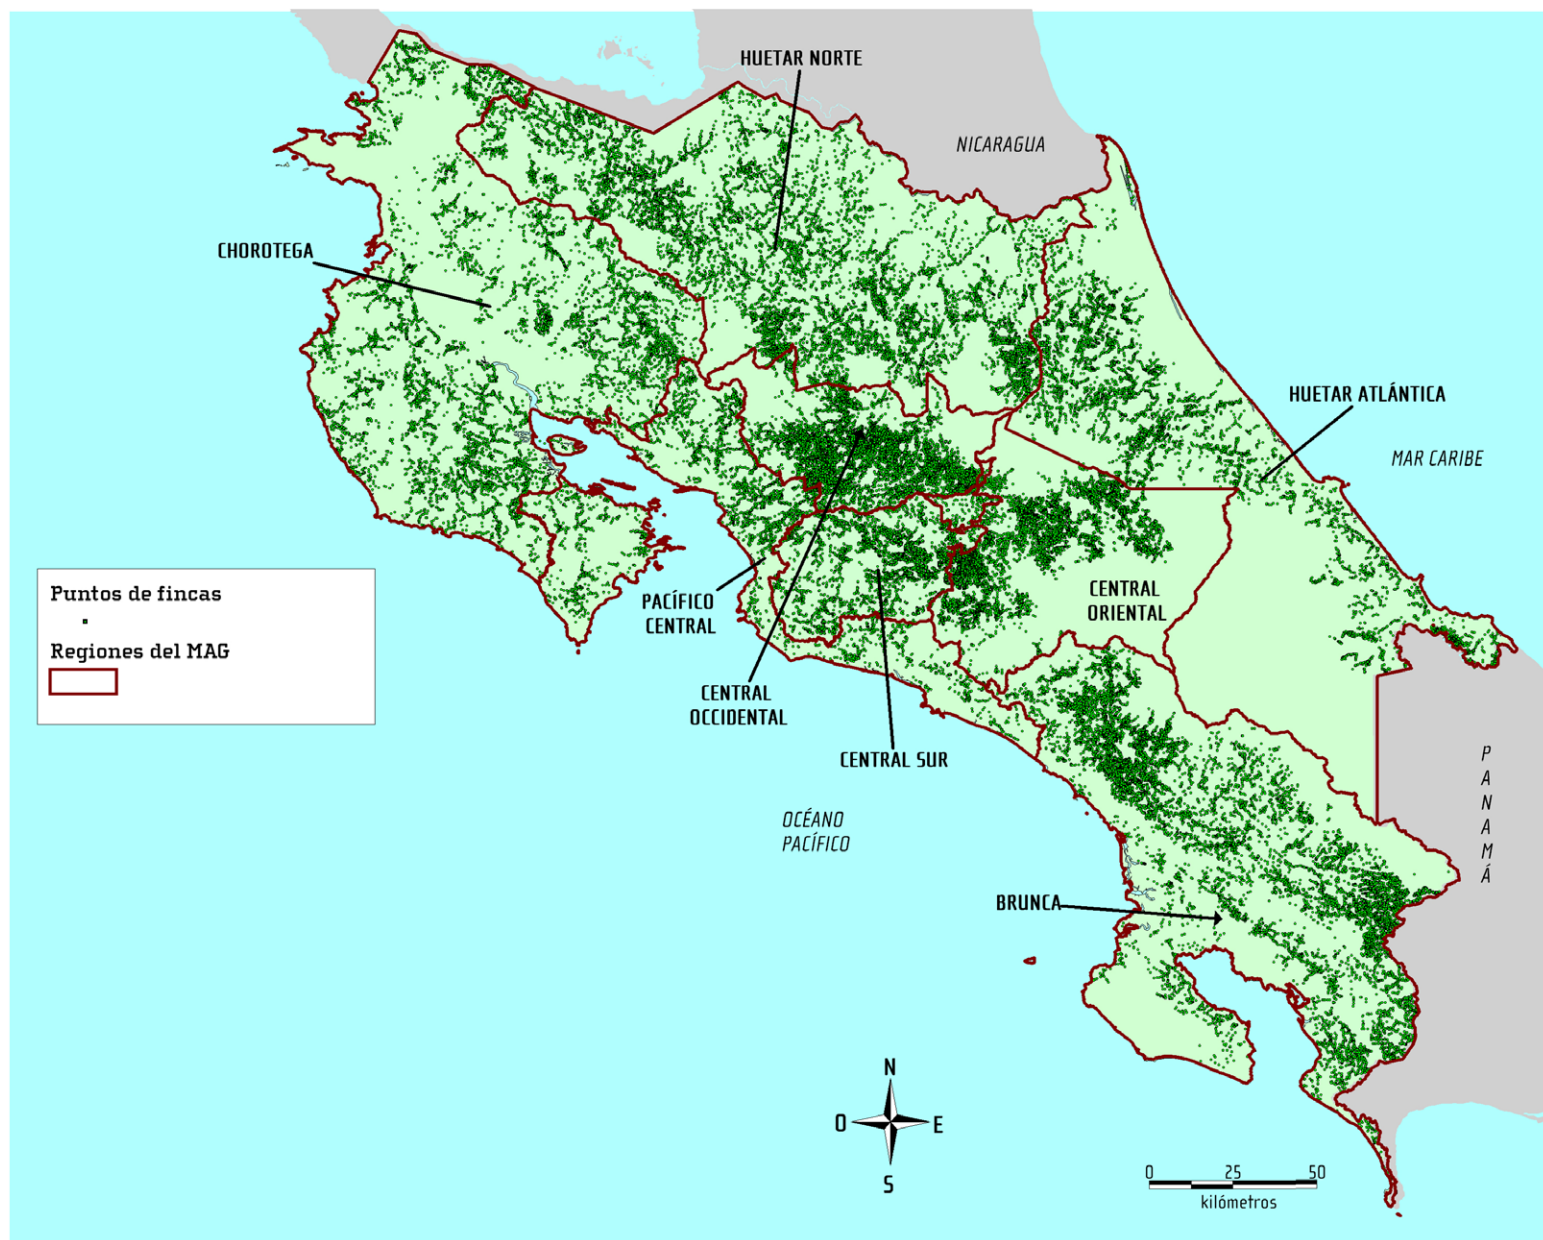 HUETAR NORTE
NICARAGUA
CHOROTEGA
HUETAR ATLÁNTICA
MAR CARIBE
Puntos de fincas
Regiones del MAG
PACÍFICO
CENTRAL
CENTRAL
ORIENTAL
CENTRAL
OCCIDENTAL
CENTRAL SUR
OCÉANO
PACÍFICO
P
A
N
A
M
Á
BRUNCA
N
O
E
S
0 25 50
kilómetros